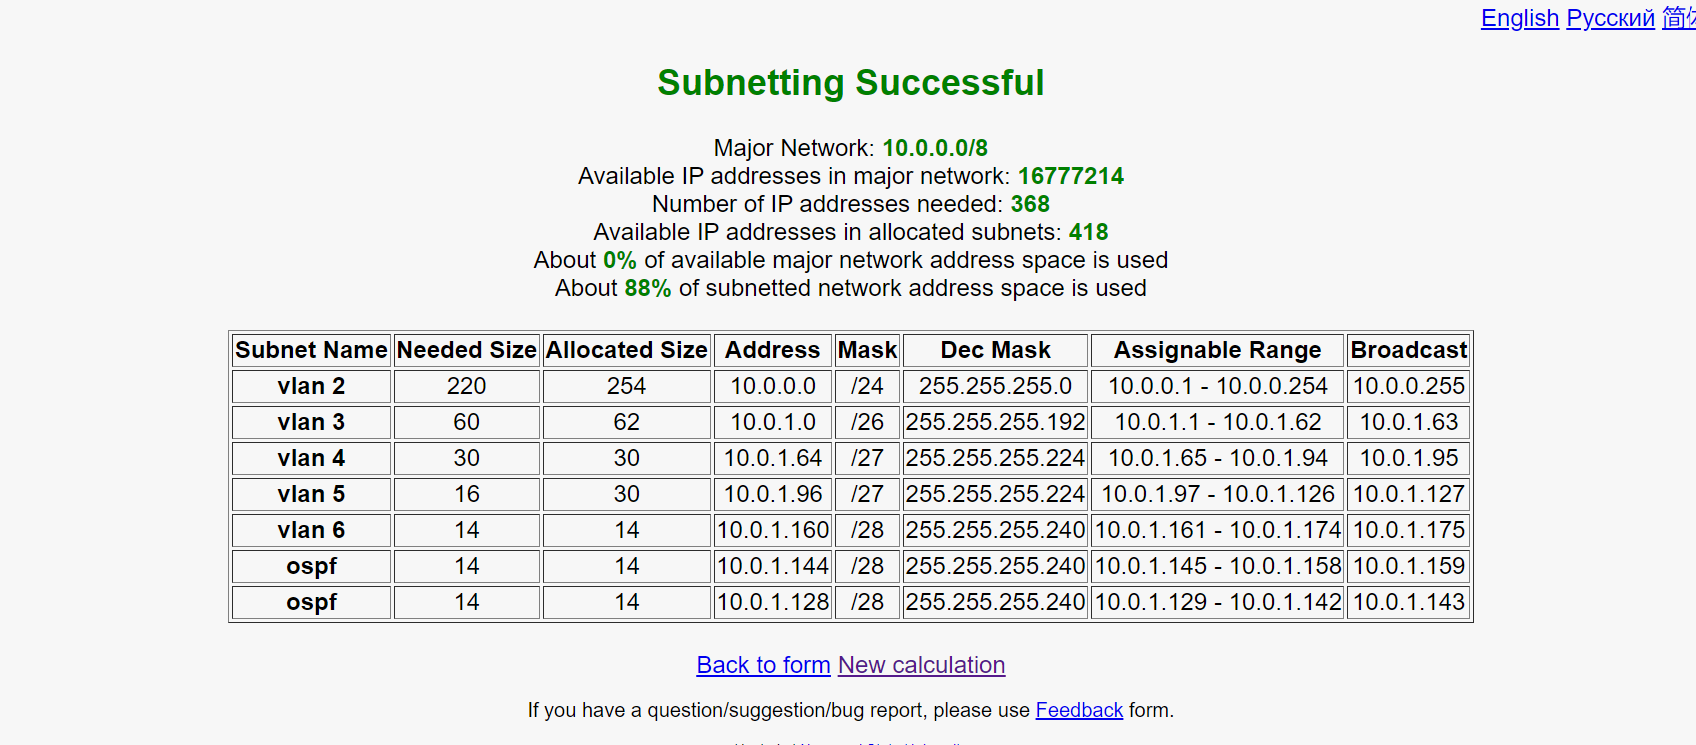 English Русский
Subnetting Successful
Major Network: 10.0.0.0/8
Available IP addresses in major network: 16777214
Number of IP addresses needed: 368
Available IP addresses in allocated subnets: 418
About 0% of available major network address space is used
About 88% of subnetted network address space is used
Subnet Name Needed Size Allocated Size Address Mask Dec Mask Assignable Range Broadcast
vlan 2 220 254 10.0.0.0 /24 255.255.255.0 10.0.0.1 - 10.0.0.254 10.0.0.255
vlan 3 60 62 10.0.1.0 /26 255.255.255.192 10.0.1.1 - 10.0.1.62 10.0.1.63
vlan 4 30 30 10.0.1.64 /27 255.255.255.224 10.0.1.65 - 10.0.1.94 10.0.1.95
vlan 5 16 30 10.0.1.96 /27 255.255.255.224 10.0.1.97 - 10.0.1.126 10.0.1.127
vlan 6 14 14 10.0.1.160 /28 255.255.255.240 10.0.1.161 - 10.0.1.174 10.0.1.175
ospf 14 14 10.0.1.144 /28 255.255.255.240 10.0.1.145 - 10.0.1.158 10.0.1.159
ospf 14 14 10.0.1.128 /28 255.255.255.240 10.0.1.129 - 10.0.1.142 10.0.1.143
Back to form New calculation
If you have a question/suggestion/bug report, please use Feedback form.